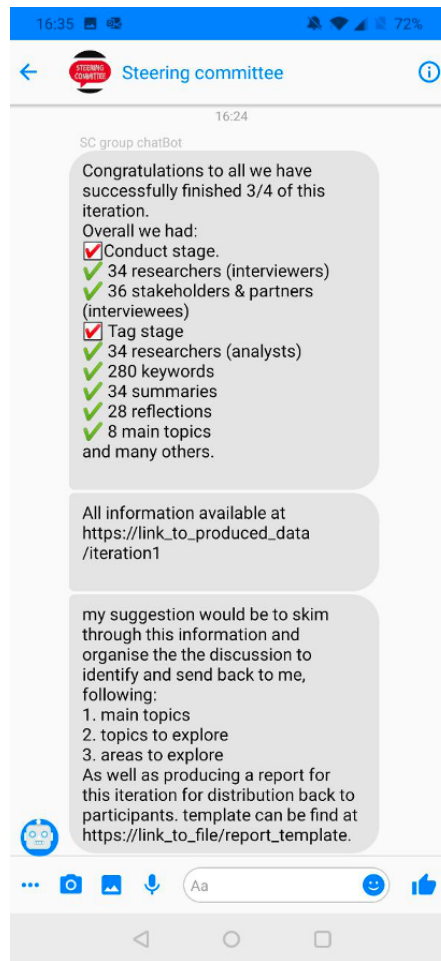 16:35
72%
STEERING
COMMITTEE
Steering committee
16:24
SC group chatBot
Congratulations to all we have
successfully finished 3/4 of this
iteration.
Overall we had:
Conduct stage.
34 researchers (interviewers)
36 stakeholders & partners
(interviewees)
Tag stage
34 researchers (analysts)
280 keywords
34 summaries
28 reflections
8 main topics
and many others.
All information available at
https://link_to_produced_data
/iteration1
my suggestion would be to skim
through this information and
organise the the discussion to
identify and send back to me,
following:
1. main topics
2. topics to explore
3. areas to explore
As well as producing a report for
this iteration for distribution back to
participants. template can be find at
https://link_to_file/report_template.
Aa